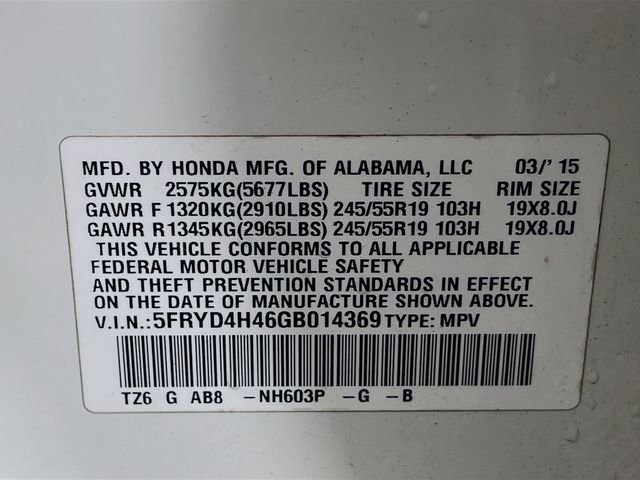 MFD. BY HONDA MFG. OF ALABAMA, LLC 03/'15
GVWR 2575KG(5677LBS) TIRE SIZE RIM SIZE
GAWR F 1320KG(2910LBS) 245/55R19 103H 19X8.0J
GAWR R 1345KG(2965LBS) 245/55R19 103H 19X8.0J
THIS VEHICLE CONFORMS TO ALL APPLICABLE
FEDERAL MOTOR VEHICLE SAFETY
AND THEFT PREVENTION STANDARDS IN EFFECT
ON THE DATE OF MANUFACTURE SHOWN ABOVE.
V.I.N.:5FRYD4H46GB014369 TYPE: MPV
TZ6 G AB8 -NH603P -G -B